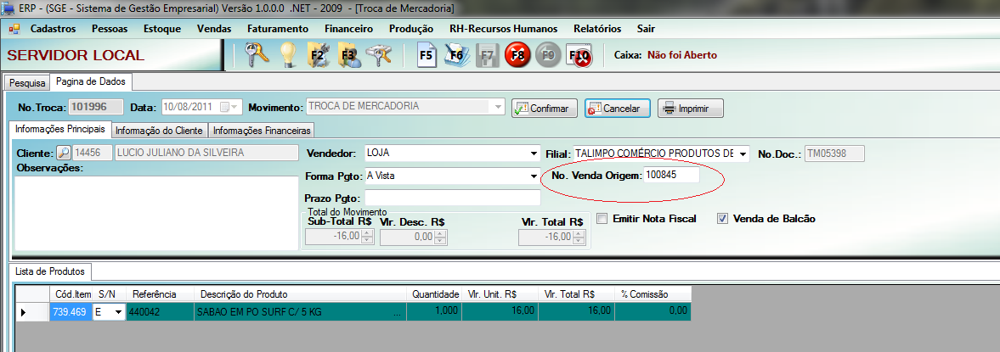 ERP - (SGE - Sistema de Gestão Empresarial) Versão 1.0.0.0 .NET - 2009 - [Troca de Mercadoria]
Cadastros Pessoas Estoque Vendas Faturamento Financeiro Produção RH-Recursos Humanos Relatórios Sair
SERVIDOR LOCAL F2 F3 F5 F6 F7 F8 F9 F10 Caixa: Não foi Aberto
Pesquisa Pagina de Dados
No.Troca: 101996 Data: 10/08/2011 Movimento: TROCA DE MERCADORIA Confirmar Cancelar Imprimir
Informações Principais Informação do Cliente Informações Financeiras
Cliente: 14456 LUCIO JULIANO DA SILVEIRA Vendedor: LOJA Filial: TALIMPO COMÉRCIO PRODUTOS DE No.Doc.: TM05398
Observações: Forma Pgto: A Vista No. Venda Origem: 100845
Prazo Pgto:
Total do Movimento
Sub-Total R$ Vlr. Desc. R$ Vlr. Total R$ Emitir Nota Fiscal Venda de Balcão
-16,00 0,00 -16,00
Lista de Produtos
Cód.Item S/N Referência Descrição do Produto Quantidade Vlr. Unit. R$ Vlr. Total R$ % Comissão
739.469 E 440042 SABAO EM PO SURF C/ 5 KG ... 1,000 16,00 16,00 0,00